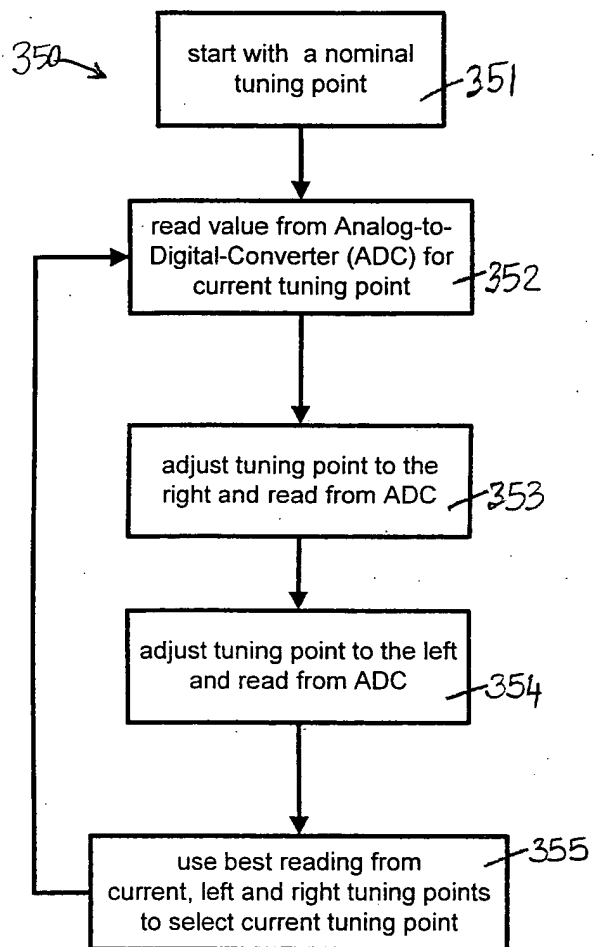 350
start with a nominal
tuning point
351
read value from Analog-to-
Digital-Converter (ADC) for
current tuning point
352
adjust tuning point to the
right and read from ADC
353
adjust tuning point to the left
and read from ADC
354
use best reading from
current, left and right tuning points
to select current tuning point
355